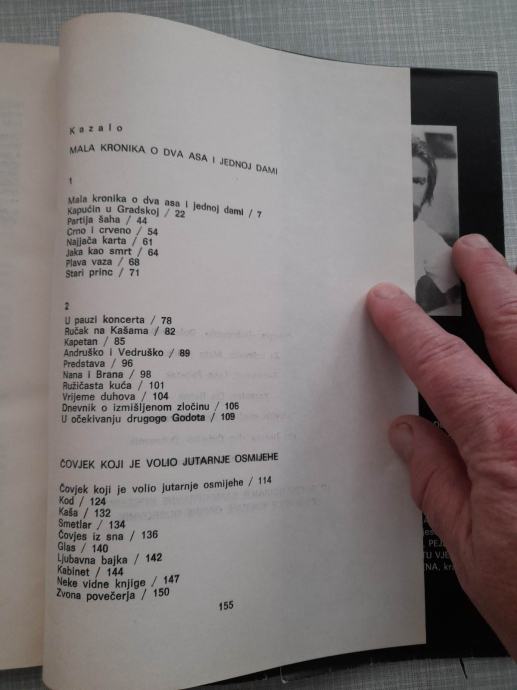 Kazalo
MALA KRONIKA O DVA ASA I JEDNOJ DAMI
1
Mala kronika o dva asa i jednoj dami / 7
Kapućin u Gradskoj / 22
Partija šaha / 44
Crno i crveno / 54
Najjača karta / 61
Jaka kao smrt / 64
Plava vaza / 68
Stari princ / 71
2
U pauzi koncerta / 78
Ručak na Kašama / 82
Kapetan / 85
Andruško i Vedruško / 89
Predstava / 96
Nana i Brana / 98
Ružičasta kuća / 101
Vrijeme duhova / 104
Dnevnik o izmišljenom zločinu / 106
U očekivanju drugogo Godota / 109
ČOVJEK KOJI JE VOLIO JUTARNJE OSMIJEHE
Čovjek koji je volio jutarnje osmijehe / 114
Kod / 124
Kaša / 132
Smetlar / 134
Čovjes iz sna / 136
Glas / 140
Ljubavna bajka / 142
Kabinet / 144
Neke vidne knjige / 147
Zvona povečerja / 150
155